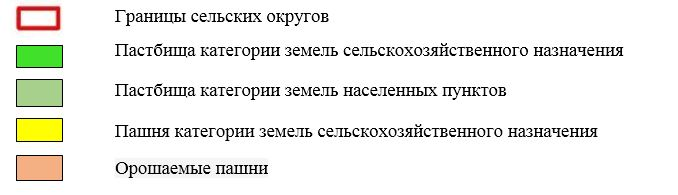 Границы сельских округов
Пастбища категории земель сельскохозяйственного назначения
Пастбища категории земель населенных пунктов
Пашня категории земель сельскохозяйственного назначения
Орошаемые пашни